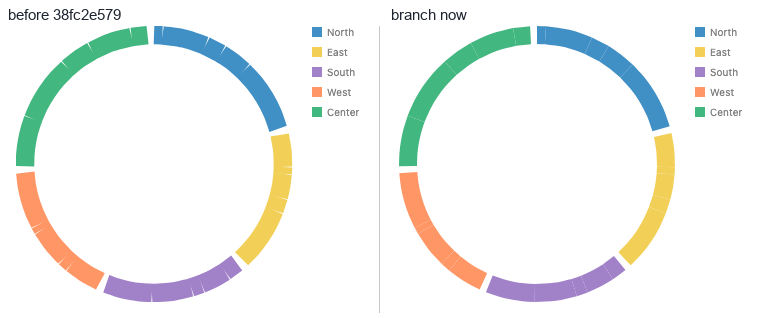 before 38fc2e579
North
East
South
West
Center
branch now
North
East
South
West
Center